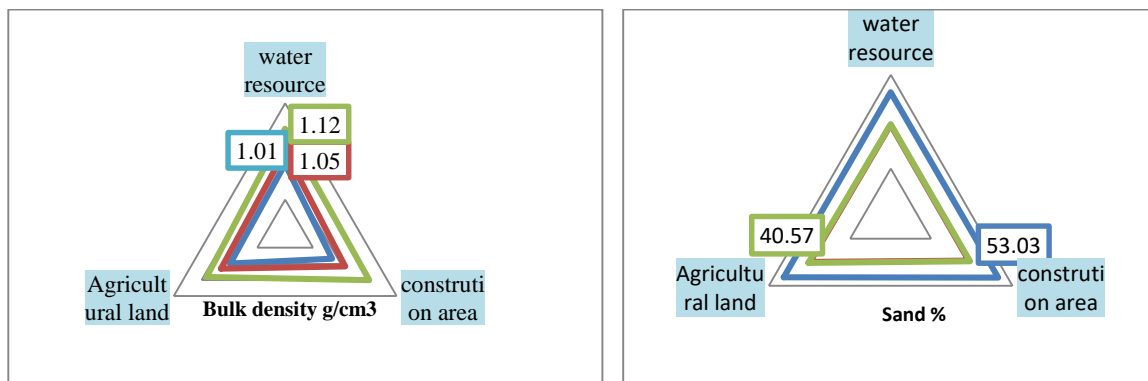 water
resource
1.12
1.01
1.05
Agricult
ural land
construti
on area
Bulk density g/cm3
water
resource
40.57
53.03
Agricultu
ral land
construti
on area
Sand %